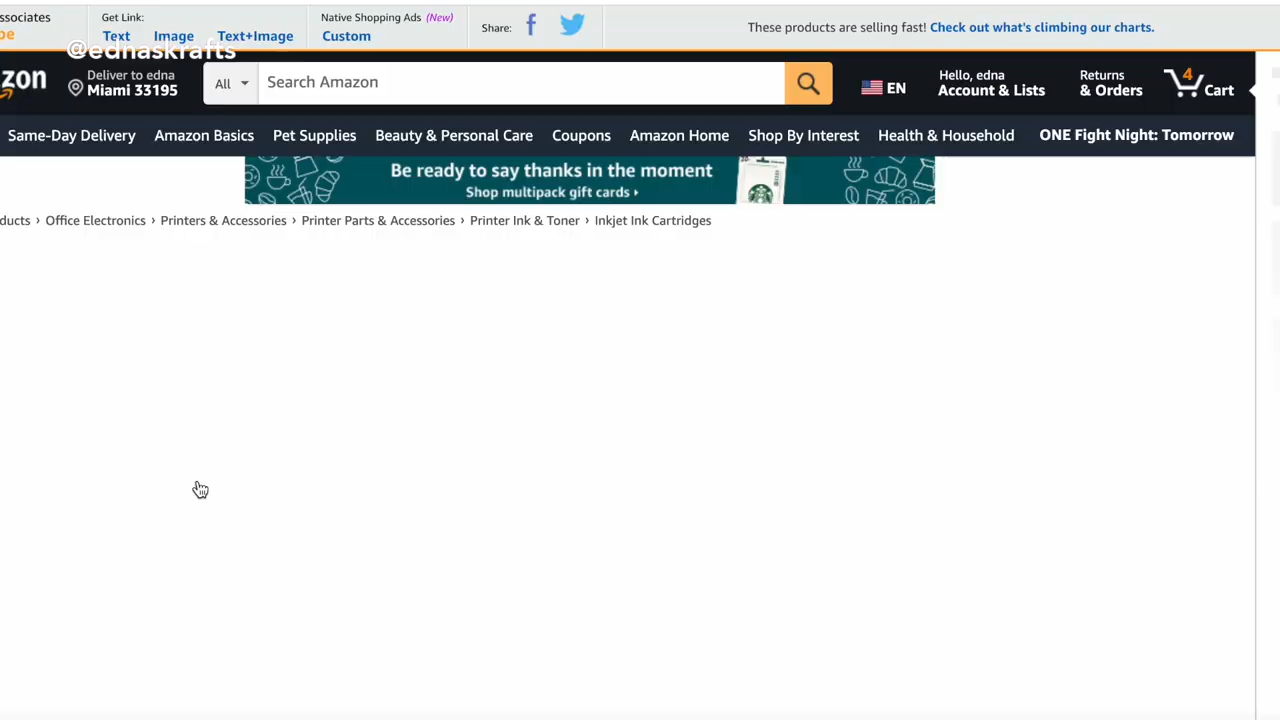 ssociates
pe
Get Link:
Text Image Text+Image
Native Shopping Ads (New)
Custom
Share:
These products are selling fast! Check out what's climbing our charts.
@ednaskrafts
zon
Deliver to edna
Miami 33195
All
Search Amazon
EN
Hello, edna
Account & Lists
Returns
& Orders
4
Cart
Same-Day Delivery Amazon Basics Pet Supplies Beauty & Personal Care Coupons Amazon Home Shop By Interest Health & Household ONE Fight Night: Tomorrow
Be ready to say thanks in the moment
Shop multipack gift cards ›
ducts › Office Electronics › Printers & Accessories › Printer Parts & Accessories › Printer Ink & Toner › Inkjet Ink Cartridges